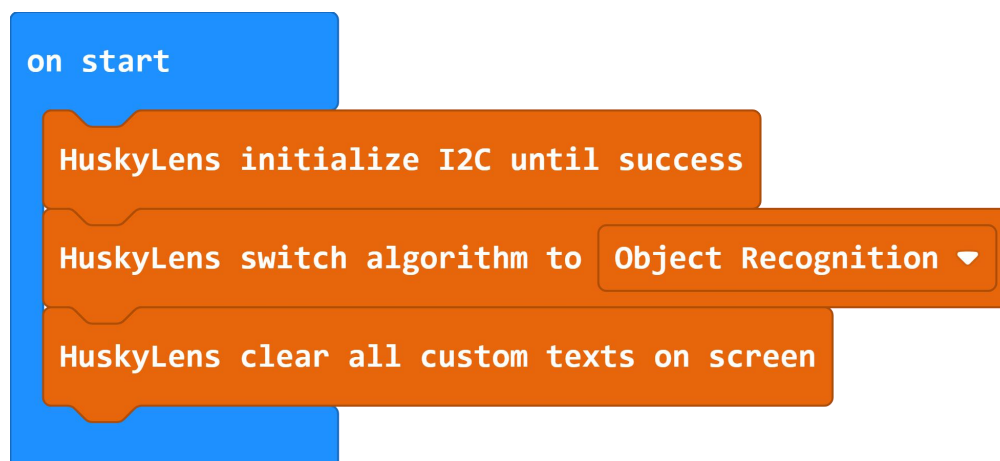 on start
HuskyLens initialize I2C until success
HuskyLens switch algorithm to Object Recognition
HuskyLens clear all custom texts on screen